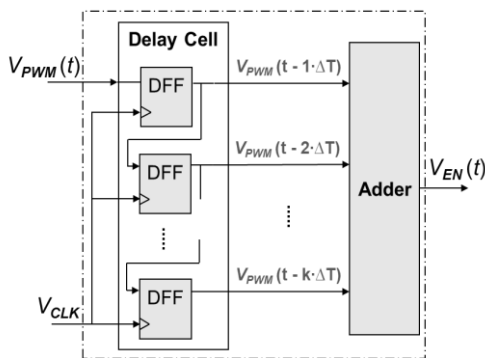 Delay Cell
V_PWM(t)
DFF
V_PWM(t - 1·ΔT)
DFF
V_PWM(t - 2·ΔT)
Adder
V_EN(t)
DFF
V_PWM(t - k·ΔT)
V_CLK